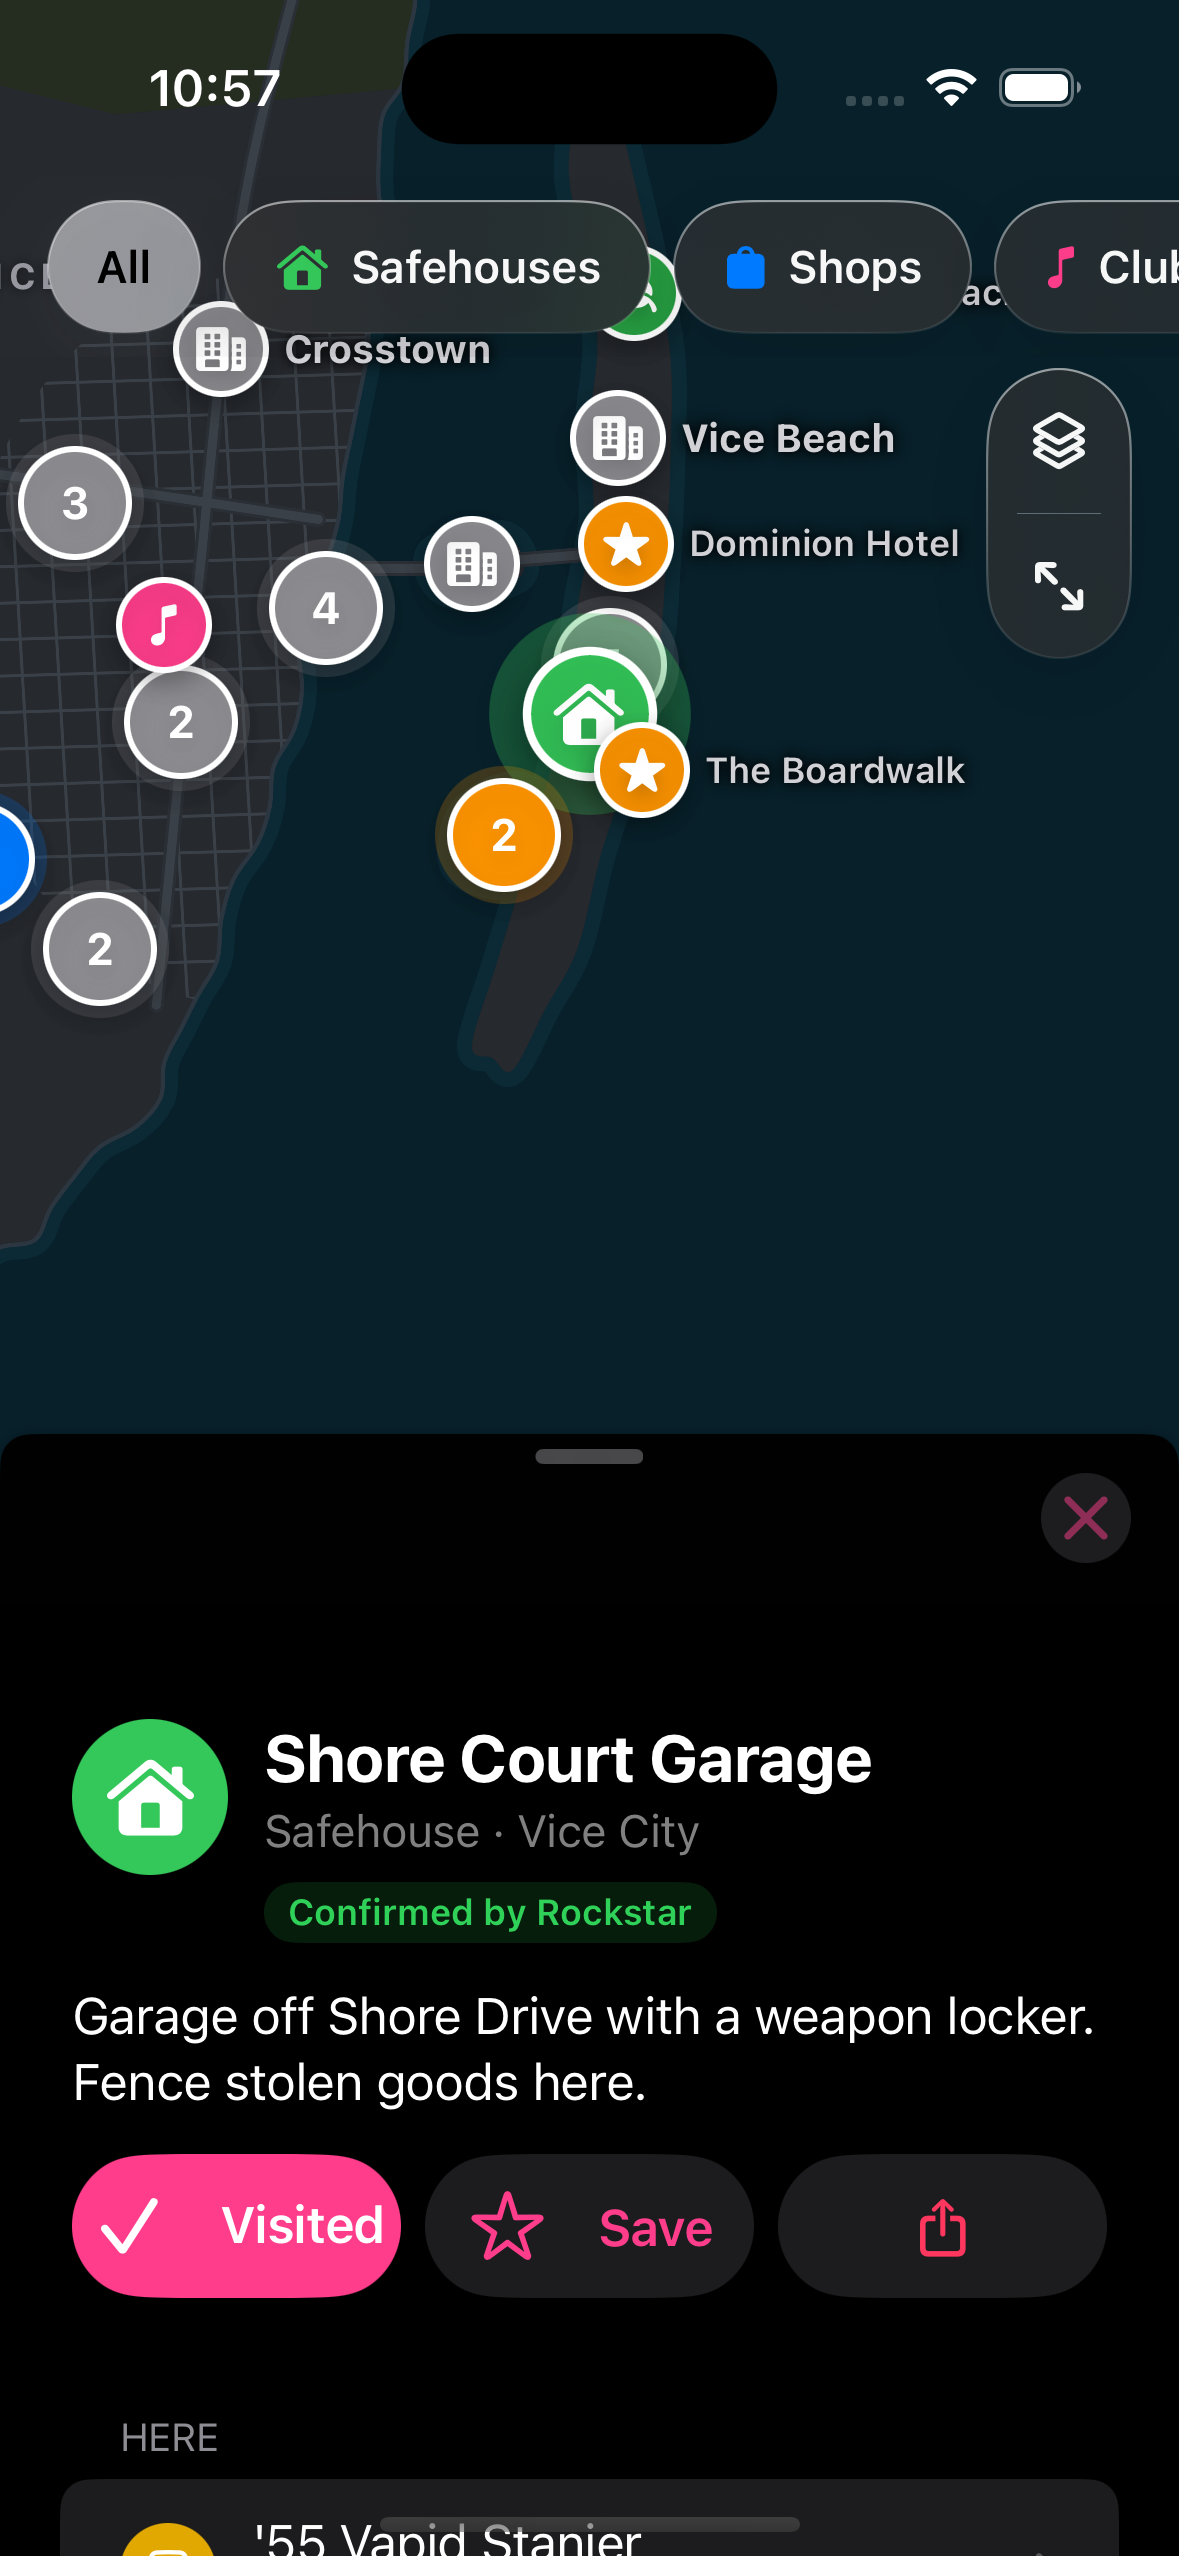 10:57
All
Safehouses
Shops
Crosstown
Vice Beach
3
Dominion Hotel
4
2
The Boardwalk
2
2
Shore Court Garage
Safehouse · Vice City
Confirmed by Rockstar
Garage off Shore Drive with a weapon locker.
Fence stolen goods here.
Visited
Save
HERE
'55 Vapid Stanier